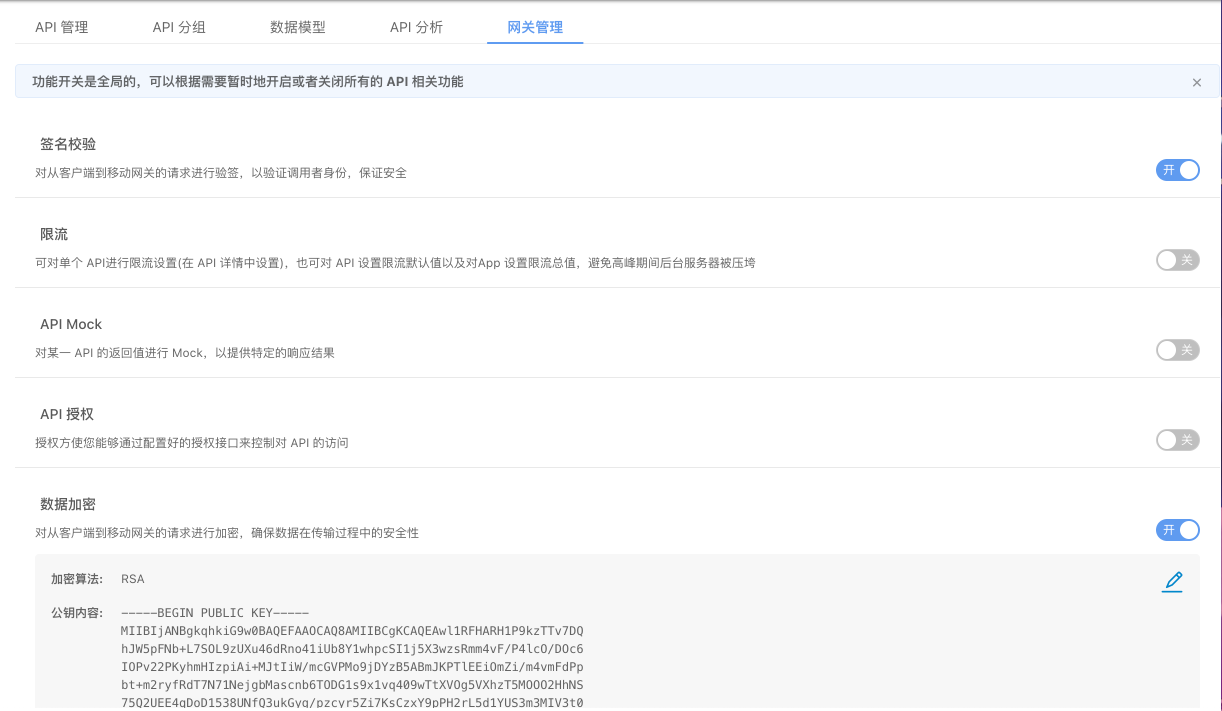 API 管理 API 分组 数据模型 API 分析 网关管理
功能开关是全局的，可以根据需要暂时地开启或者关闭所有的 API 相关功能
签名校验
对从客户端到移动网关的请求进行验签，以验证调用者身份，保证安全
开
限流
可对单个 API进行限流设置(在 API 详情中设置)，也可对 API 设置限流默认值以及对App 设置限流总值，避免高峰期间后台服务器被压垮
关
API Mock
对某一 API 的返回值进行 Mock，以提供特定的响应结果
关
API 授权
授权方便您能够通过配置好的授权接口来控制对 API 的访问
关
数据加密
对从客户端到移动网关的请求进行加密，确保数据在传输过程中的安全性
开
加密算法: RSA
公钥内容: -----BEGIN PUBLIC KEY-----
MIIBIjANBgkqhkiG9w0BAQEFAAOCAQ8AMIIBCgKCAQEAwl1RFHARH1P9kzTTv7DQ
hJW5pFNb+L7SOL9zUXu46dRno41iUb8Y1whpcSI1j5X3wzsRmm4vF/P4lcO/DOc6
IOPv22PKyhmHIzpiAi+MJtIiW/mcGVPMo9jDYzB5ABmJKPTlEEiOmZi/m4vmFdPp
bt+m2ryfRdT7N71NejgbMascnb6TODG1s9x1vq409wTtXVOg5VXhzT5MOOO2HhNS
75Q2UEE4gDoD1538UNfQ3ukGyg/pzcyr5Zi7KsCzxY9pPH2rL5d1YUS3m3MIV3t0